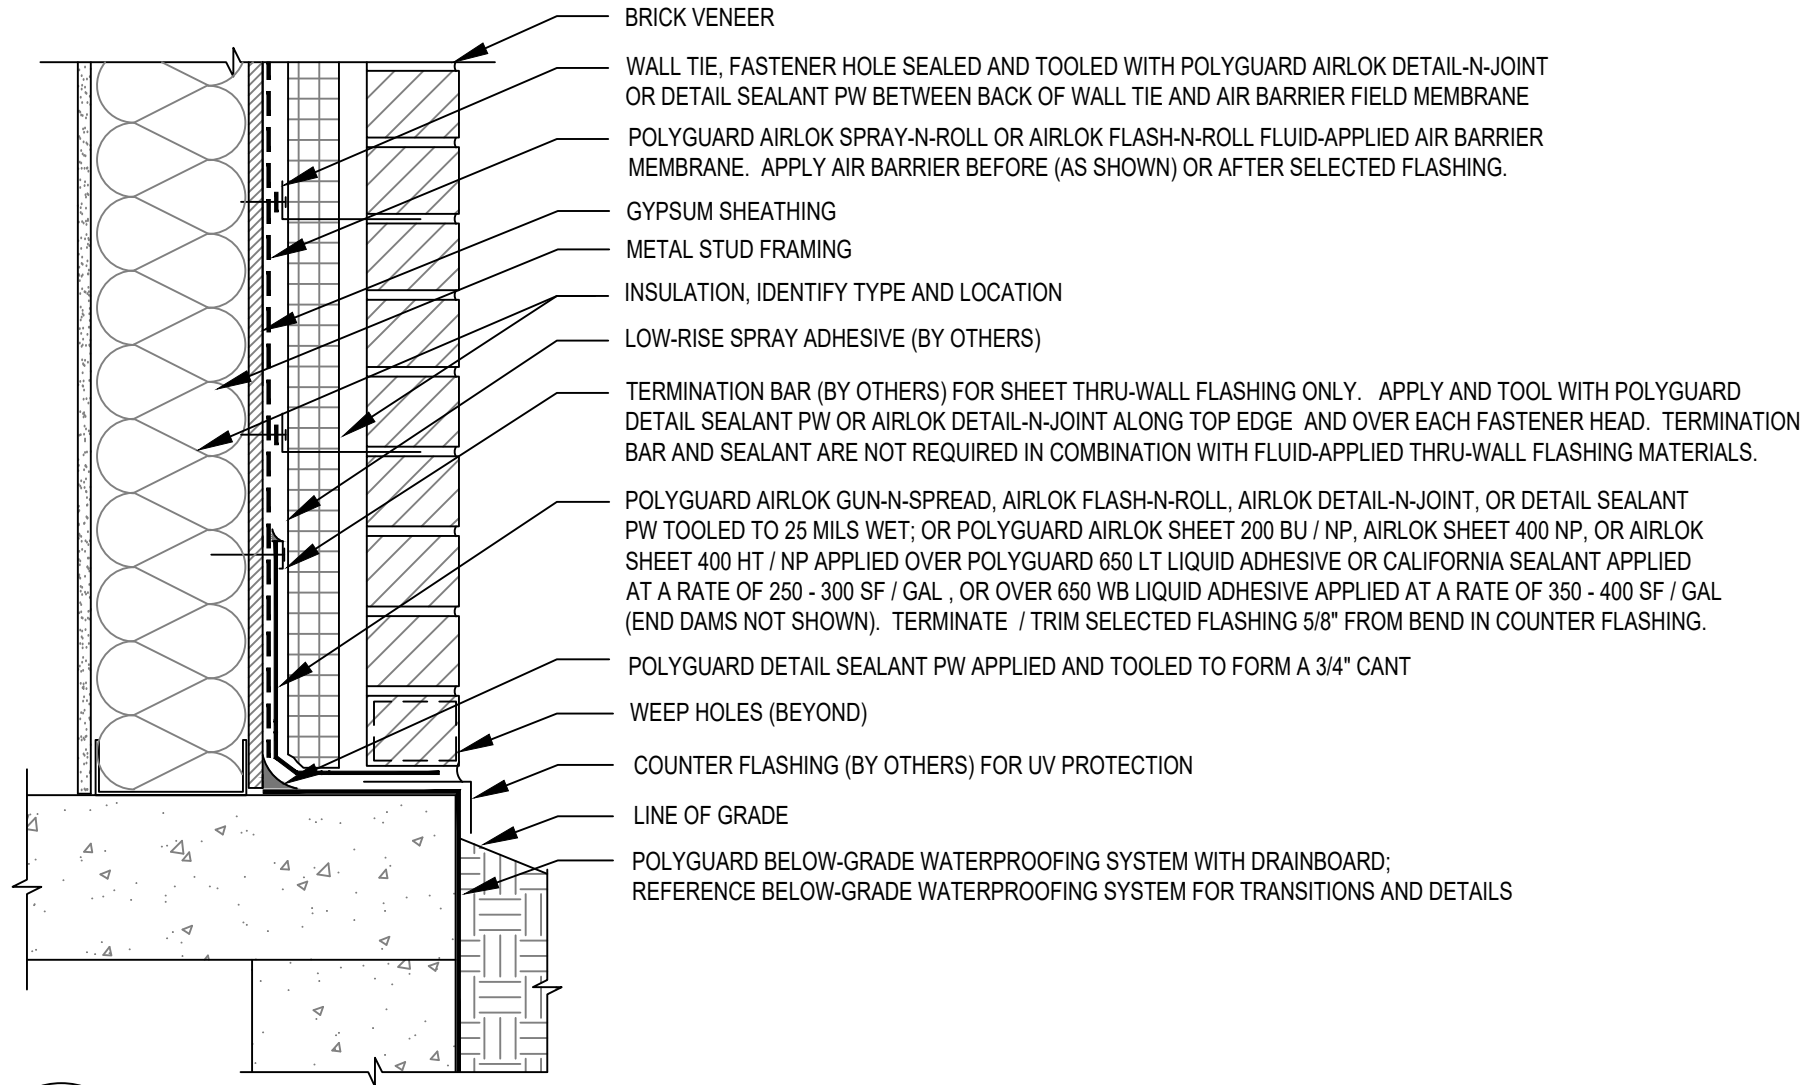 BRICK VENEER
WALL TIE, FASTENER HOLE SEALED AND TOOLED WITH POLYGUARD AIRLOK DETAIL-N-JOINT
OR DETAIL SEALANT PW BETWEEN BACK OF WALL TIE AND AIR BARRIER FIELD MEMBRANE
POLYGUARD AIRLOK SPRAY-N-ROLL OR AIRLOK FLASH-N-ROLL FLUID-APPLIED AIR BARRIER
MEMBRANE. APPLY AIR BARRIER BEFORE (AS SHOWN) OR AFTER SELECTED FLASHING.
GYPSUM SHEATHING
METAL STUD FRAMING
INSULATION, IDENTIFY TYPE AND LOCATION
LOW-RISE SPRAY ADHESIVE (BY OTHERS)
TERMINATION BAR (BY OTHERS) FOR SHEET THRU-WALL FLASHING ONLY. APPLY AND TOOL WITH POLYGUARD
DETAIL SEALANT PW OR AIRLOK DETAIL-N-JOINT ALONG TOP EDGE AND OVER EACH FASTENER HEAD. TERMINATION
BAR AND SEALANT ARE NOT REQUIRED IN COMBINATION WITH FLUID-APPLIED THRU-WALL FLASHING MATERIALS.
POLYGUARD AIRLOK GUN-N-SPREAD, AIRLOK FLASH-N-ROLL, AIRLOK DETAIL-N-JOINT, OR DETAIL SEALANT
PW TOOLED TO 25 MILS WET; OR POLYGUARD AIRLOK SHEET 200 BU / NP, AIRLOK SHEET 400 NP, OR AIRLOK
SHEET 400 HT / NP APPLIED OVER POLYGUARD 650 LT LIQUID ADHESIVE OR CALIFORNIA SEALANT APPLIED
AT A RATE OF 250 - 300 SF / GAL , OR OVER 650 WB LIQUID ADHESIVE APPLIED AT A RATE OF 350 - 400 SF / GAL
(END DAMS NOT SHOWN). TERMINATE / TRIM SELECTED FLASHING 5/8" FROM BEND IN COUNTER FLASHING.
POLYGUARD DETAIL SEALANT PW APPLIED AND TOOLED TO FORM A 3/4" CANT
WEEP HOLES (BEYOND)
COUNTER FLASHING (BY OTHERS) FOR UV PROTECTION
LINE OF GRADE
POLYGUARD BELOW-GRADE WATERPROOFING SYSTEM WITH DRAINBOARD;
REFERENCE BELOW-GRADE WATERPROOFING SYSTEM FOR TRANSITIONS AND DETAILS